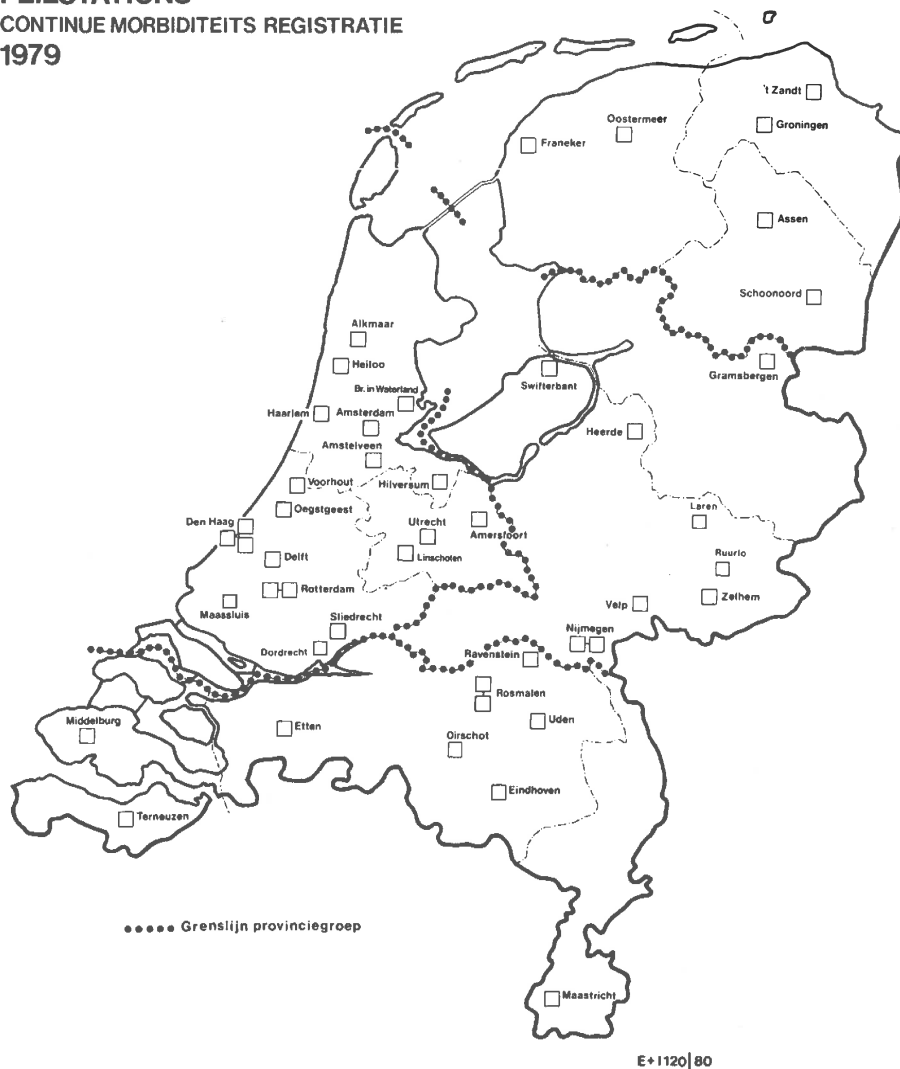 PEILSTATIONS
CONTINUE MORBIDITEITS REGISTRATIE
1979
't Zandt
Groningen
Oostermeer
Franeker
Assen
Schoonoord
Alkmaar
Heiloo
Gramsbergen
Swifterbant
Br. in Waterland
Haarlem
Amsterdam
Heerde
Amstelveen
Voorhout
Hilversum
Oegstgeest
Laren
Den Haag
Utrecht
Amersfoort
Delft
Linschoten
Ruurlo
Rotterdam
Zelhem
Maassluis
Velp
Sliedrecht
Nijmegen
Dordrecht
Ravenstein
Rosmalen
Middelburg
Etten
Uden
Oirschot
Eindhoven
Terneuzen
Grenslijn provinciegroep
Maastricht
E+I120|80